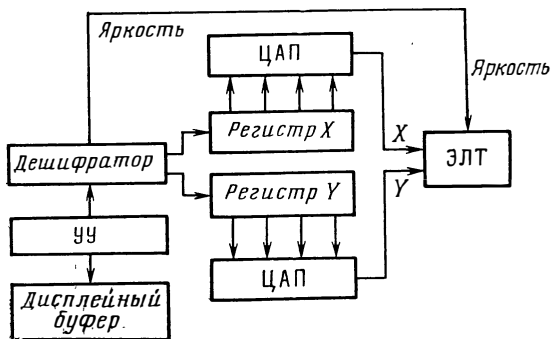 Яркость
ЦАП
Яркость
Регистр X
X
ЭЛТ
Дешифратор
Регистр Y
Y
УУ
ЦАП
Дисплейный
буфер.